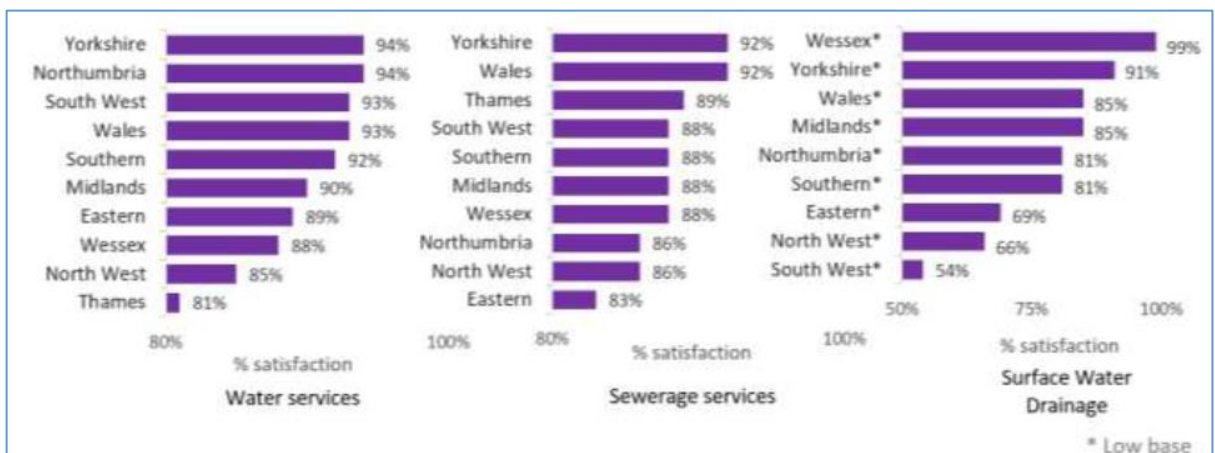 Yorkshire 94%
Northumbria 94%
South West 93%
Wales 93%
Southern 92%
Midlands 90%
Eastern 89%
Wessex 88%
North West 85%
Thames 81%
80% 100%
% satisfaction
Water services
Yorkshire 92%
Wales 92%
Thames 89%
South West 88%
Southern 88%
Midlands 88%
Wessex 88%
Northumbria 86%
North West 86%
Eastern 83%
80% 100%
% satisfaction
Sewerage services
Wessex* 99%
Yorkshire* 91%
Wales* 85%
Midlands* 85%
Northumbria* 81%
Southern* 81%
Eastern* 69%
North West* 66%
South West* 54%
50% 75% 100%
% satisfaction
Surface Water
Drainage
* Low base